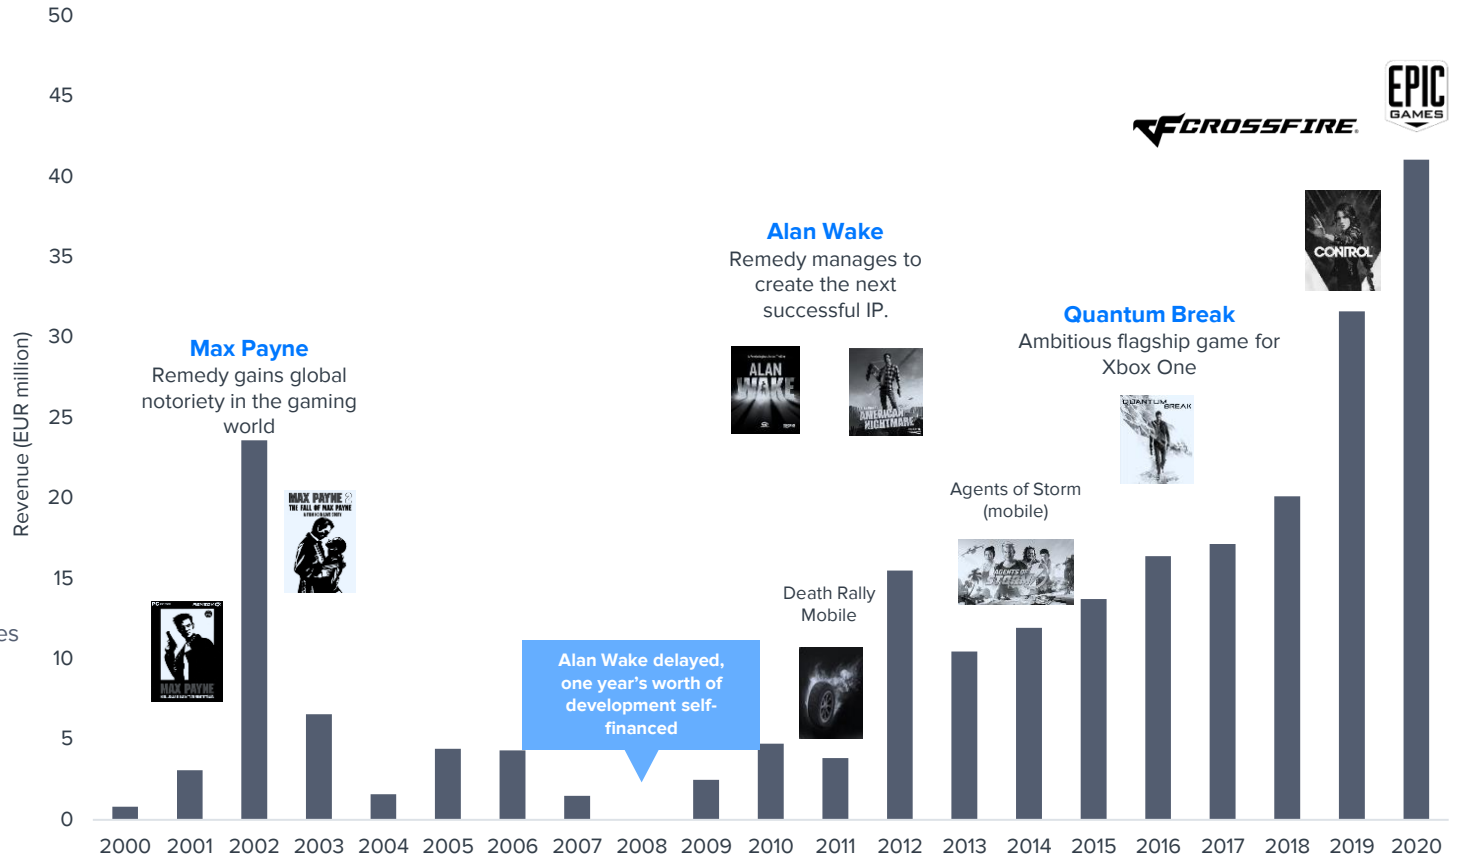 50
45
40
35
30
25
20
15
10
5
0
Revenue (EUR million)
es
Max Payne
Remedy gains global
notoriety in the gaming
world
MAX PAYNE
MAX PAYNE 2
THE FALL OF MAX PAYNE
Alan Wake delayed,
one year’s worth of
development self-
financed
Alan Wake
Remedy manages to
create the next
successful IP.
ALAN
WAKE
AMERICAN
NIGHTMARE
Death Rally
Mobile
Agents of Storm
(mobile)
AGENTS OF
STORM
Quantum Break
Ambitious flagship game for
Xbox One
QUANTUM
BREAK
CROSSFIRE
CONTROL
EPIC
GAMES
2000 2001 2002 2003 2004 2005 2006 2007 2008 2009 2010 2011 2012 2013 2014 2015 2016 2017 2018 2019 2020